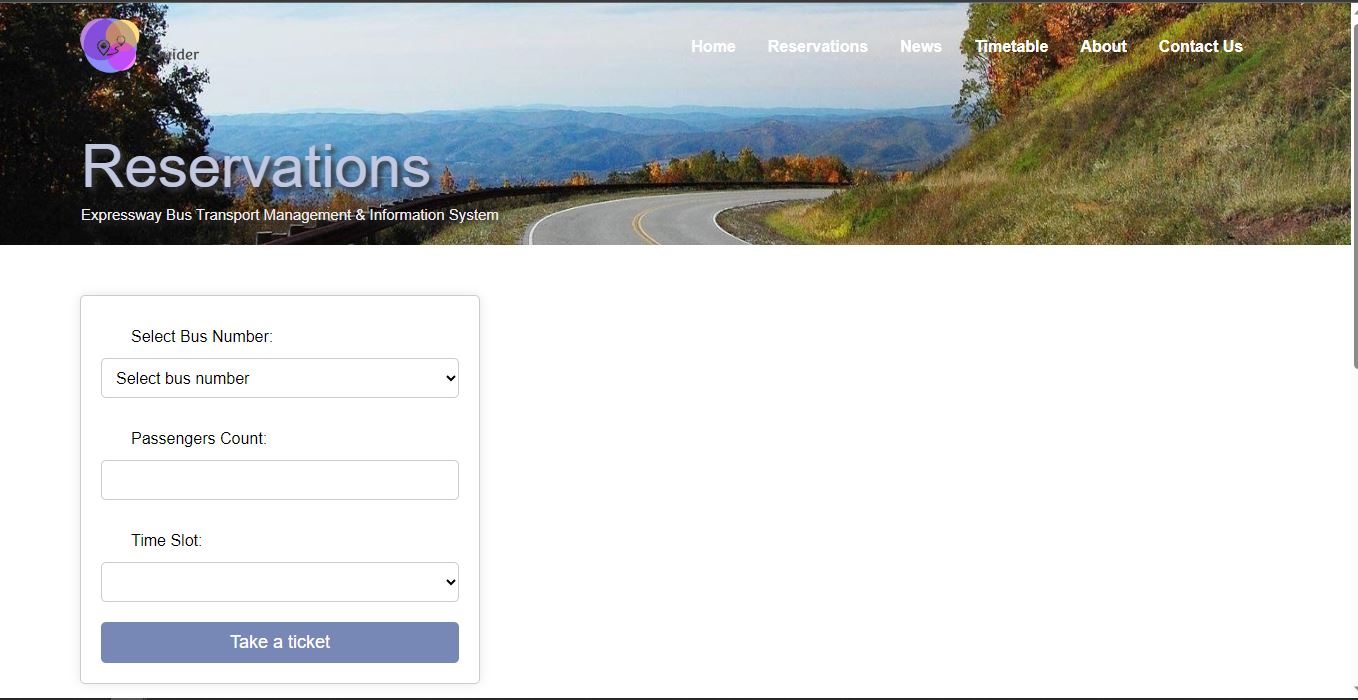 Home Reservations News Timetable About Contact Us
Reservations
Expressway Bus Transport Management & Information System
Select Bus Number:
Select bus number
Passengers Count:
Time Slot:
Take a ticket